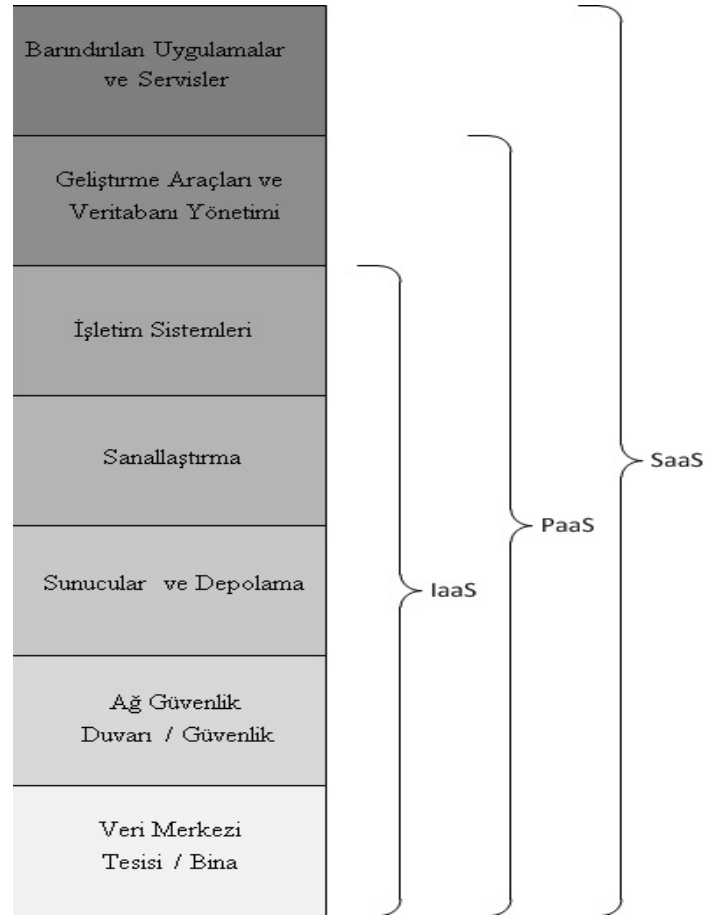 Barındırılan Uygulamalar
ve Servisler
Geliştırme Araçları ve
Veritabanı Yönetimi
İşletim Sistemleri
Sanallaştırma
SaaS
PaaS
Sunucular ve Depolama
IaaS
Ağ Güvenlik
Duvarı / Güvenlik
Veri Merkezi
Tesisi / Bina